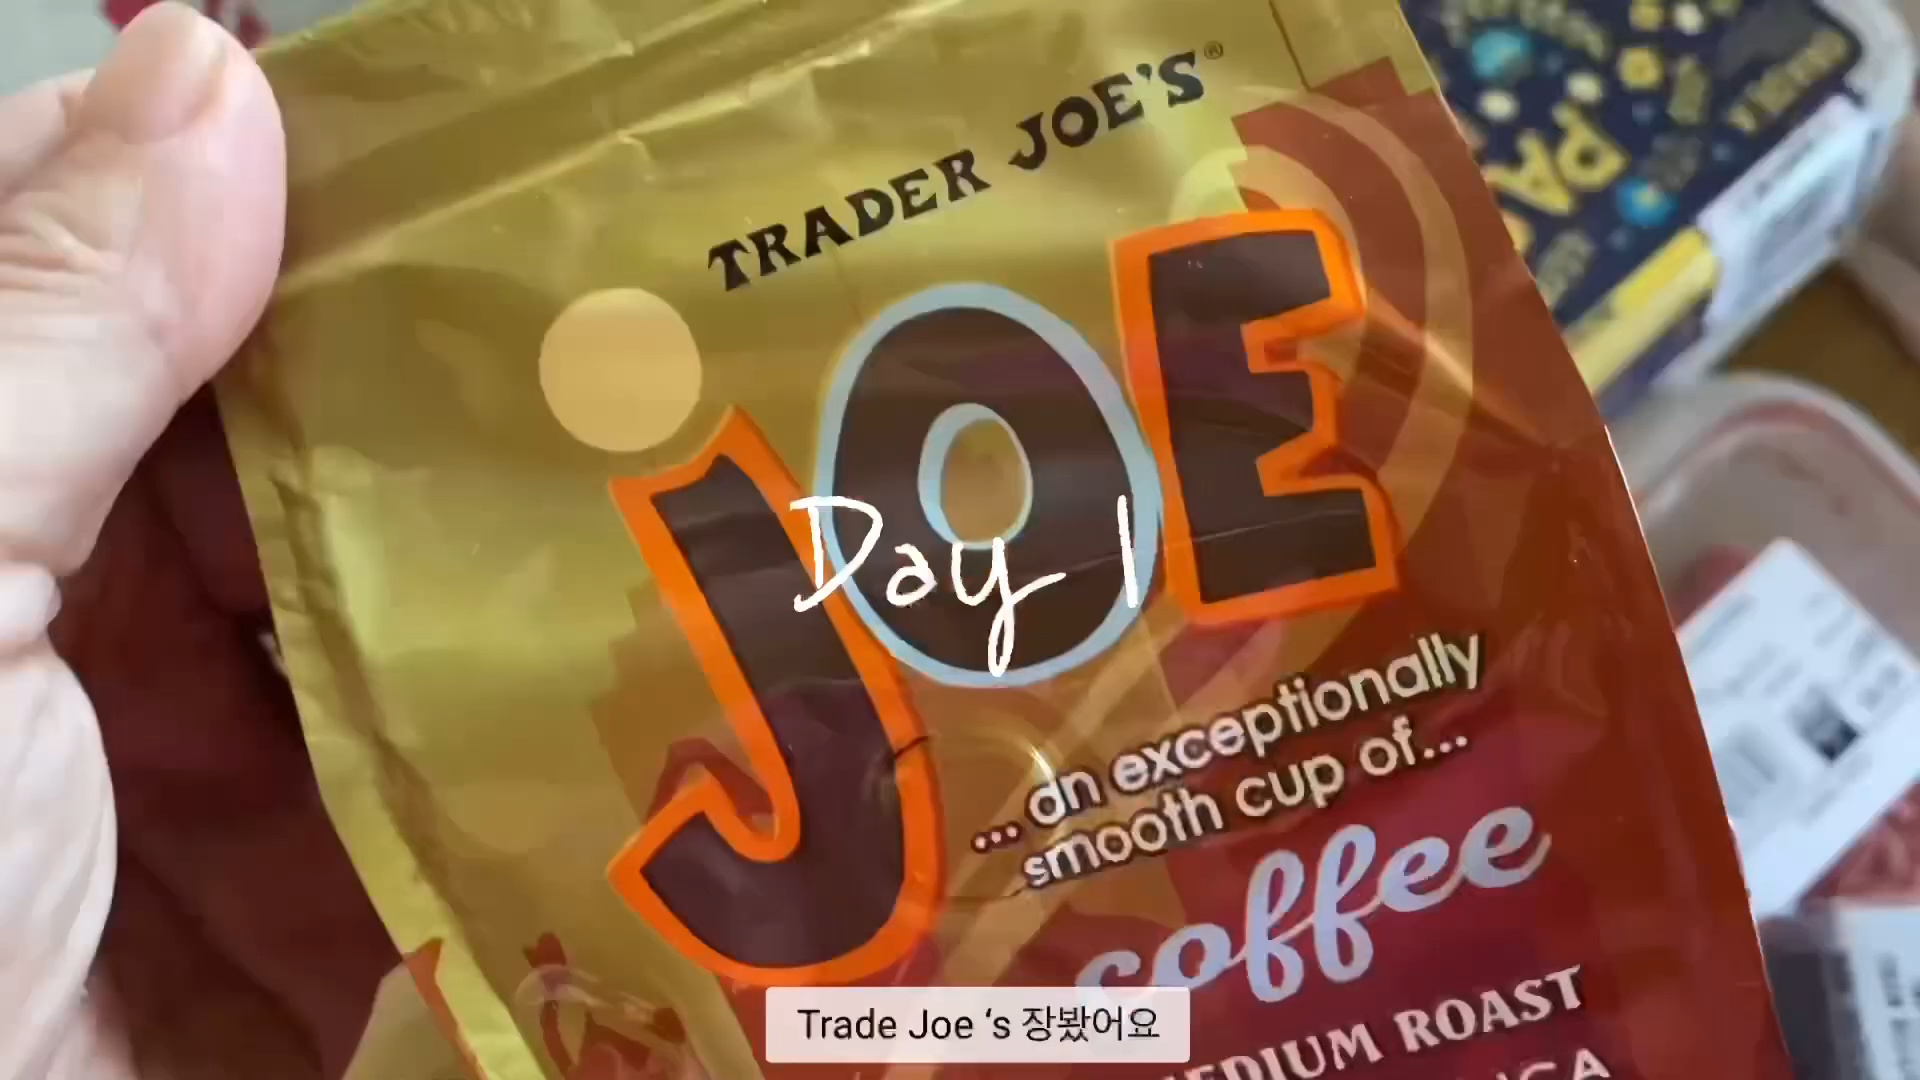 TRADER JOE'S®
JOE
Day 1
... an exceptionally
smooth cup of...
coffee
MEDIUM ROAST
Trade Joe ‘s 장봤어요
PA